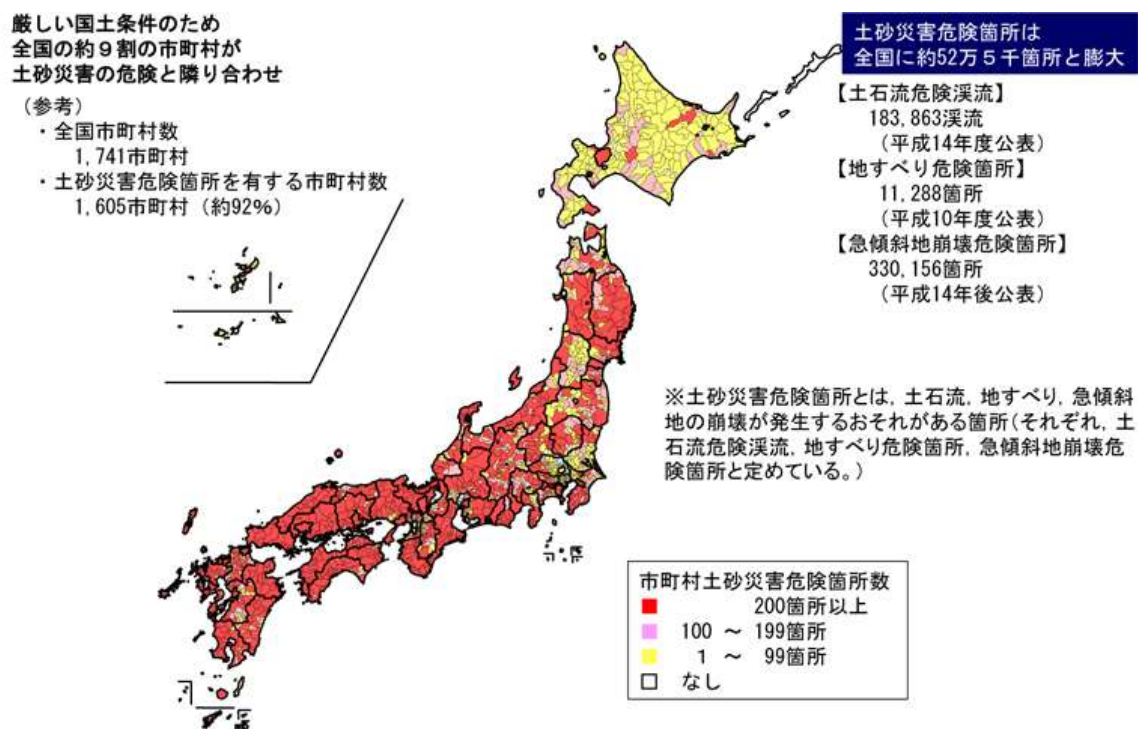 厳しい国土条件のため
全国の約９割の市町村が
土砂災害の危険と隣り合わせ
（参考）
・全国市町村数
1,741市町村
・土砂災害危険箇所を有する市町村数
1,605市町村（約92%）
土砂災害危険箇所は
全国に約52万５千箇所と膨大
【土石流危険渓流】
183,863渓流
（平成14年度公表）
【地すべり危険箇所】
11,288箇所
（平成10年度公表）
【急傾斜地崩壊危険箇所】
330,156箇所
（平成14年後公表）
※土砂災害危険箇所とは，土石流，地すべり，急傾斜
地の崩壊が発生するおそれがある箇所（それぞれ，土
石流危険渓流，地すべり危険箇所，急傾斜地崩壊危
険箇所と定めている。）
市町村土砂災害危険箇所数
200箇所以上
100 ～ 199箇所
1 ～ 99箇所
なし